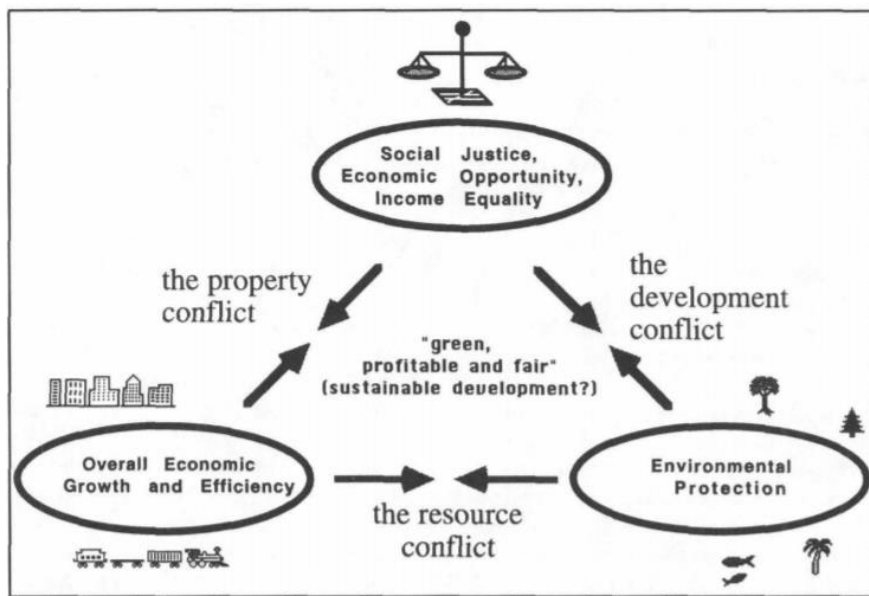 Social Justice,
Economic Opportunity,
Income Equality
the property
conflict
the
development
conflict
"green,
profitable and fair"
(sustainable development?)
Overall Economic
Growth and Efficiency
Environmental
Protection
the resource
conflict